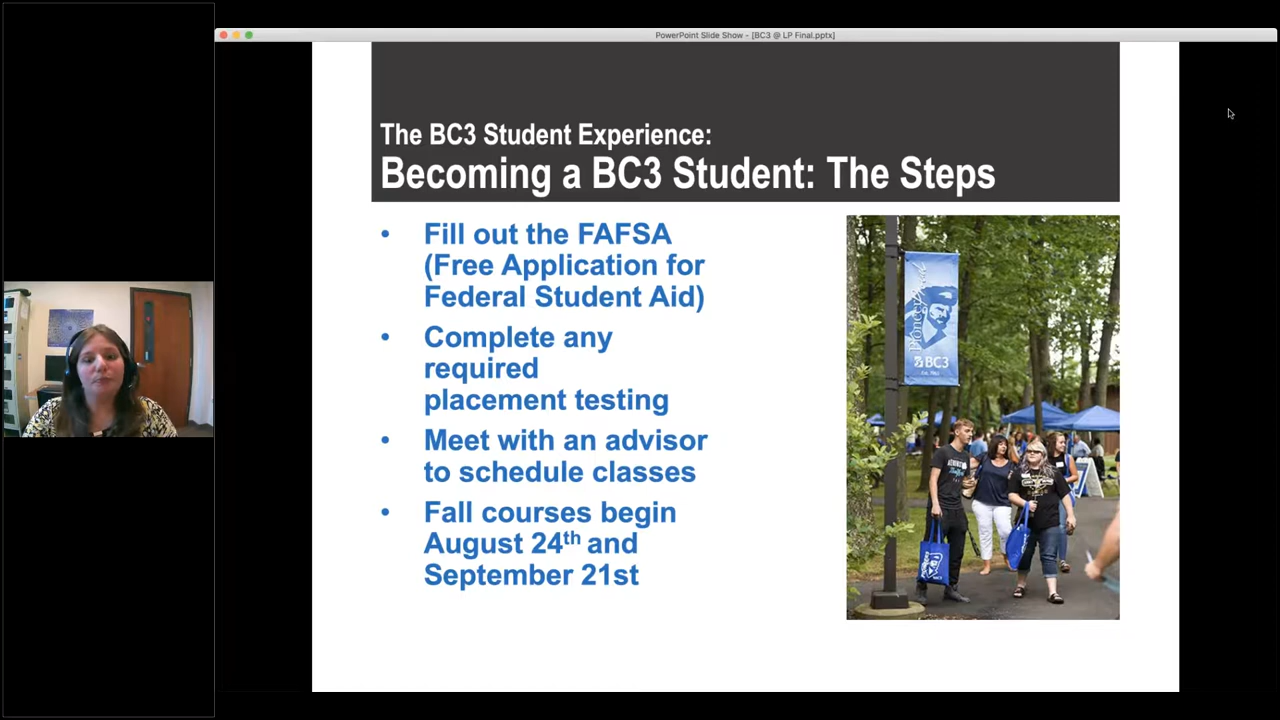 PowerPoint Slide Show - [BC3 @ LP Final.pptx]
The BC3 Student Experience:
Becoming a BC3 Student: The Steps
• Fill out the FAFSA
(Free Application for
Federal Student Aid)
• Complete any
required
placement testing
• Meet with an advisor
to schedule classes
• Fall courses begin
August 24th and
September 21st
BC3